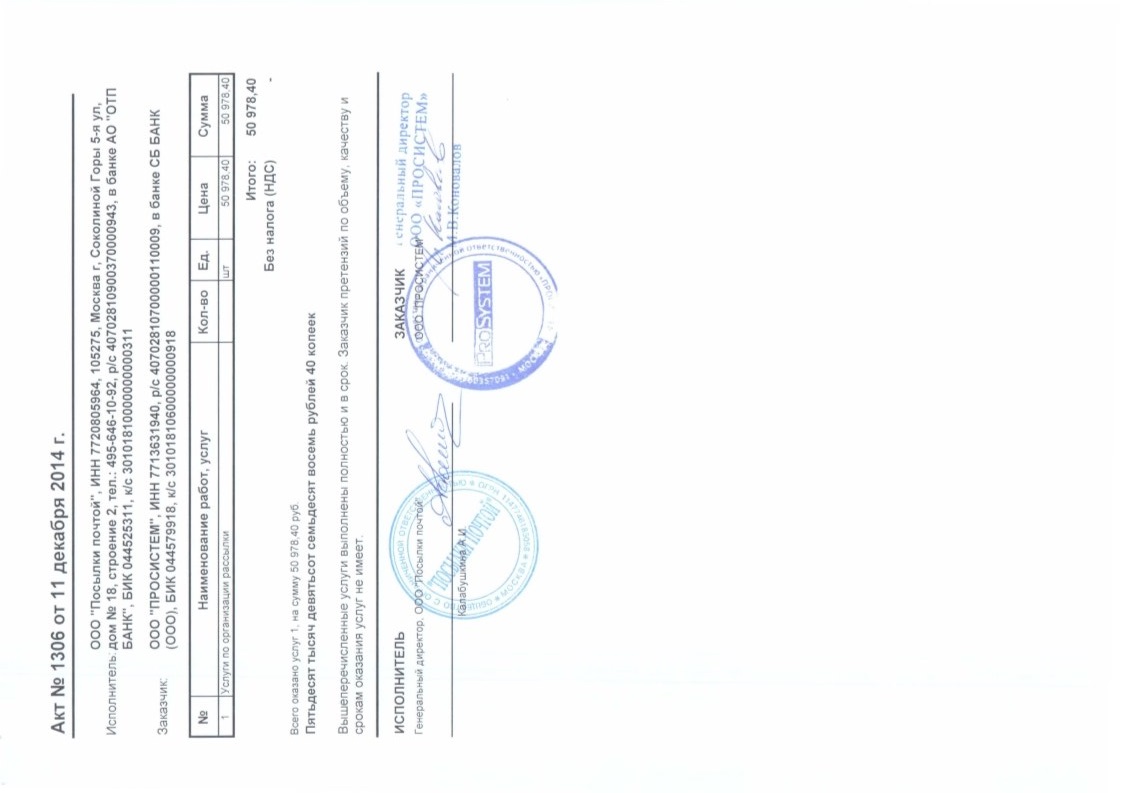 Акт № 1306 от 11 декабря 2014 г.
ООО "Посылки почтой", ИНН 7720805964, 105275, Москва г, Соколиной Горы 5-я ул,
Исполнитель: дом № 18, строение 2, тел.: 495-646-10-92, р/с 40702810900370000943, в банке АО "ОТП
БАНК", БИК 044525311, к/с 30101810000000000311
ООО "ПРОСИСТЕМ", ИНН 7713631940, р/с 40702810700000110009, в банке СБ БАНК
Заказчик: (ООО), БИК 044579918, к/с 30101810600000000918
№ Наименование работ, услуг Кол-во Ед. Цена Сумма
1 Услуги по организации рассылки шт 50 978,40 50 978,40
Итого: 50 978,40
Без налога (НДС) -
Всего оказано услуг 1, на сумму 50 978,40 руб.
Пятьдесят тысяч девятьсот семьдесят восемь рублей 40 копеек
Вышеперечисленные услуги выполнены полностью и в срок. Заказчик претензий по объему, качеству и
срокам оказания услуг не имеет.
ИСПОЛНИТЕЛЬ
Генеральный директор, ООО "Посылки почтой"
Калабушкина Я.И.
"ПОСЫЛКИ ПОЧТОЙ"
МОСКВА
ЗАКАЗЧИК
ООО "ПРОСИСТЕМ"
Генеральный директор
ООО «ПРОСИСТЕМ»
И.В.Коновалов
PROSYSTEM